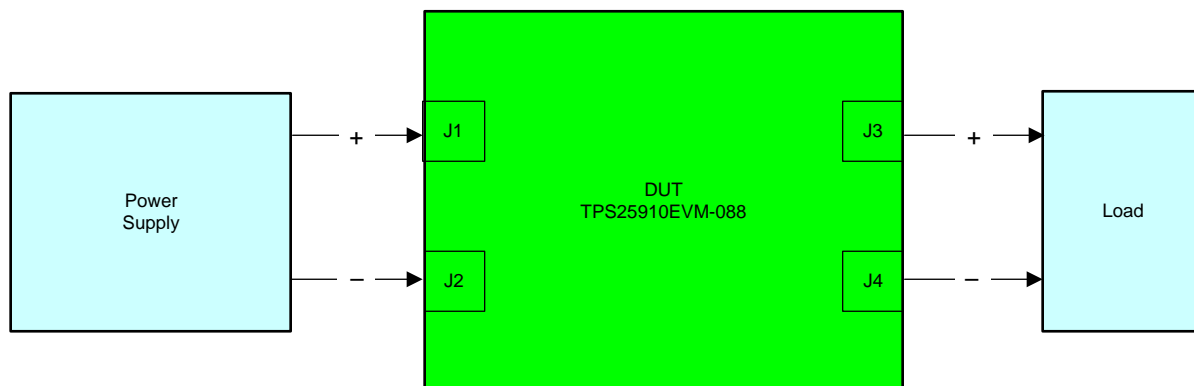 Power
Supply
+
−
J1
J2
DUT
TPS25910EVM-088
J3
J4
+
−
Load